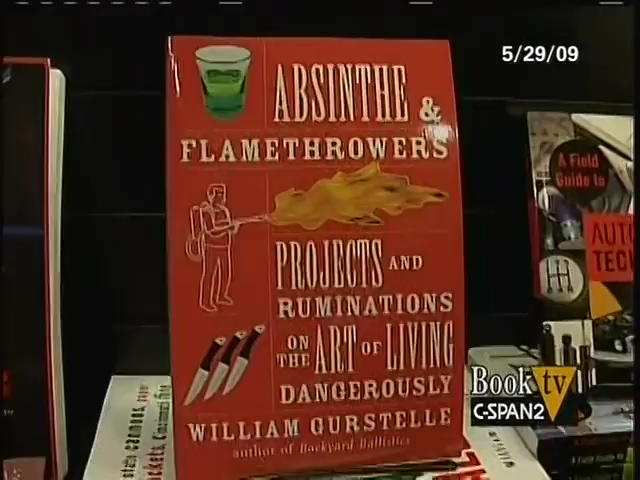 5/29/09
ABSINTHE
&
FLAMETHROWERS
PROJECTS AND
RUMINATIONS
ON THE ART OF LIVING
DANGEROUSLY
WILLIAM GURSTELLE
author of Backyard Ballistics
A Field
Guide to
AUTO
TECH
Book tv
C-SPAN2